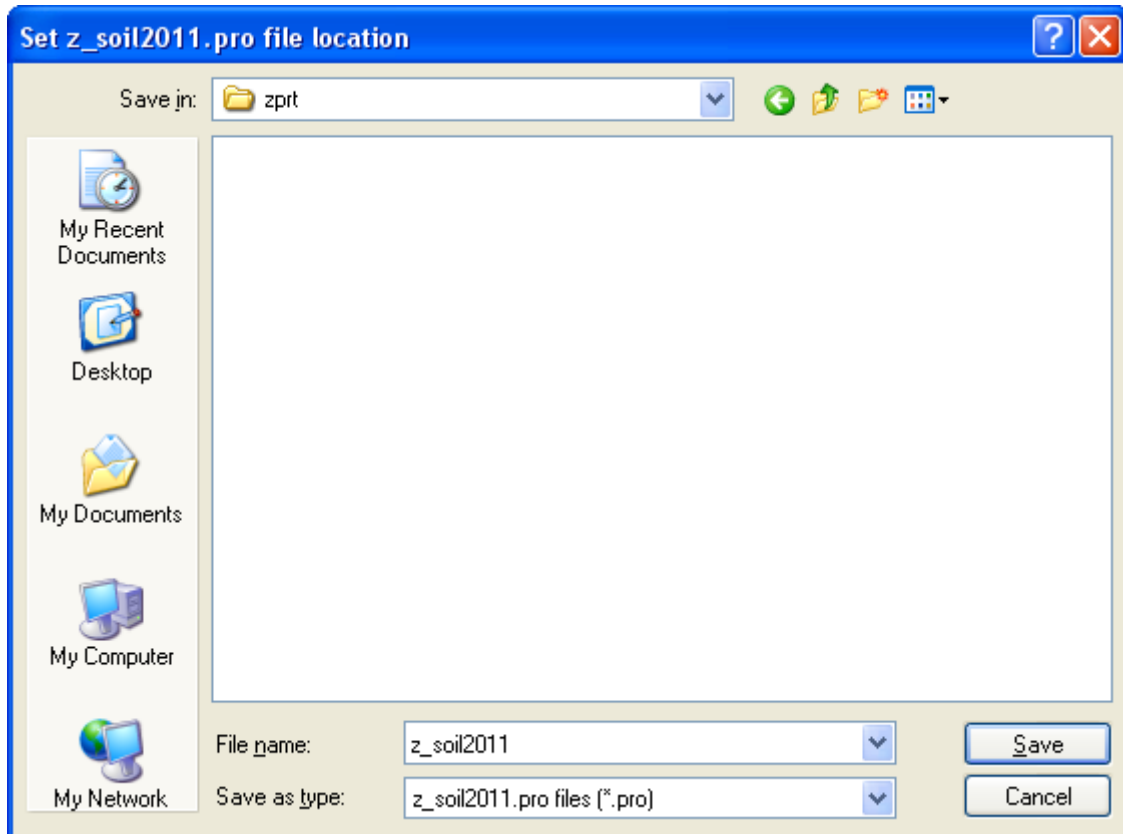 Set z_soil2011.pro file location
Save in:
zprt
My Recent
Documents
Desktop
My Documents
My Computer
My Network
File name:
z_soil2011
Save
Save as type:
z_soil2011.pro files (*.pro)
Cancel